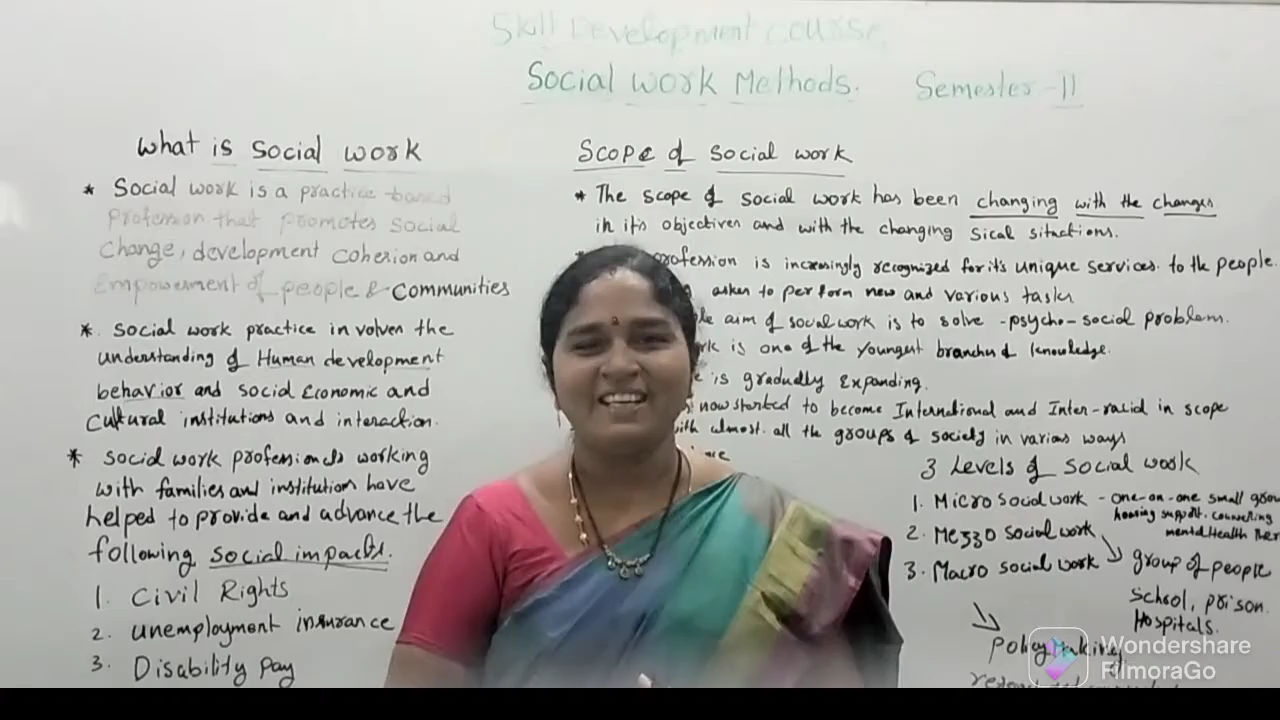 Skill Development course
Social work Methods. Semester -II
what is social work
* Social work is a practice based
profession that promotes social
Change, development cohesion and
Empowerment of people & communities
* social work practice involves the
understanding of Human development
behavior and social Economic and
Cultural institutions and interaction.
* social work professionals working
with families and institution have
helped to provide and advance the
following social impacts.
1. Civil Rights
2. unemployment insurance
3. Disability pay
Scope of social work
* The scope of social work has been changing with the changes
in it's objectives and with the changing sical sitnations.
profession is increasingly recognized for it's unique services. to the people.
asked to perform new and various tasks
aim of social work is to solve -psycho-social problem.
is one of the youngest branches of knowledge.
is gradually Expanding.
now started to become International and Inter-racial in scope
with almost all the groups of society in various ways
3 Levels of social work
1. Micro social work - one-on-one small grou
housing support. counseling
mental Health Ther
2. Mezzo social work
3. Macro social work
group of people
School, prison.
Hospitals.
policy Making
Wondershare
FilmoraGo